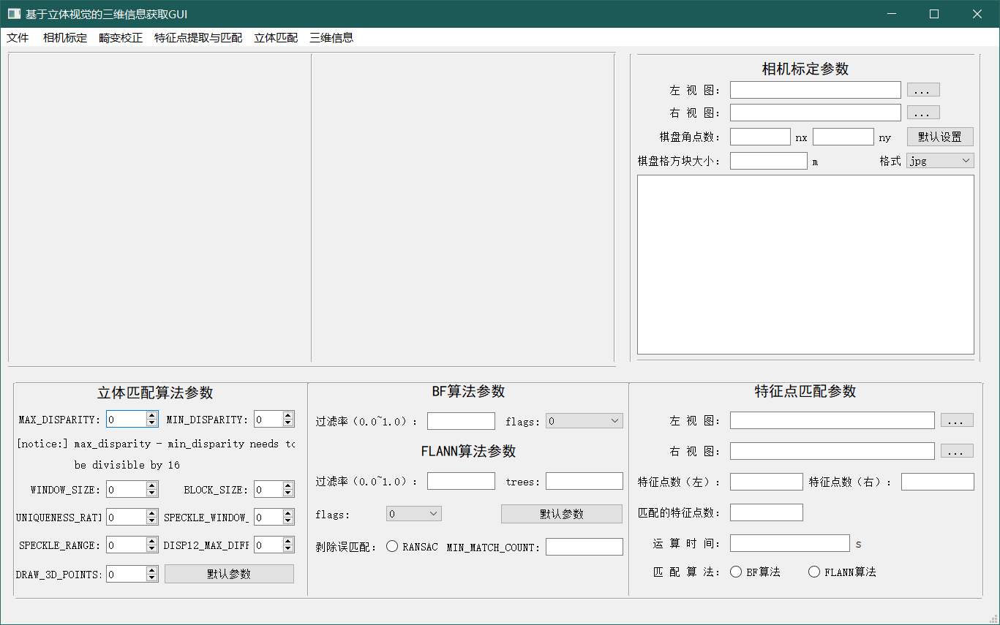 基于立体视觉的三维信息获取GUI
文件 相机标定 畸变校正 特征点提取与匹配 立体匹配 三维信息
相机标定参数
左 视 图： ...
右 视 图： ...
棋盘角点数： nx ny 默认设置
棋盘格方块大小： m 格式 jpg
立体匹配算法参数
MAX_DISPARITY: 0 MIN_DISPARITY: 0
[notice:] max_disparity - min_disparity needs to
be divisible by 16
WINDOW_SIZE: 0 BLOCK_SIZE: 0
UNIQUENESS_RATI 0 SPECKLE_WINDOW_ 0
SPECKLE_RANGE: 0 DISP12_MAX_DIFF 0
DRAW_3D_POINTS: 0 默认参数
BF算法参数
过滤率（0.0~1.0）： flags: 0
FLANN算法参数
过滤率（0.0~1.0）： trees:
flags: 0 默认参数
剥除误匹配： RANSAC MIN_MATCH_COUNT:
特征点匹配参数
左 视 图： ...
右 视 图： ...
特征点数（左）： 特征点数（右）：
匹配的特征点数：
运 算 时 间： s
匹 配 算 法： BF算法 FLANN算法